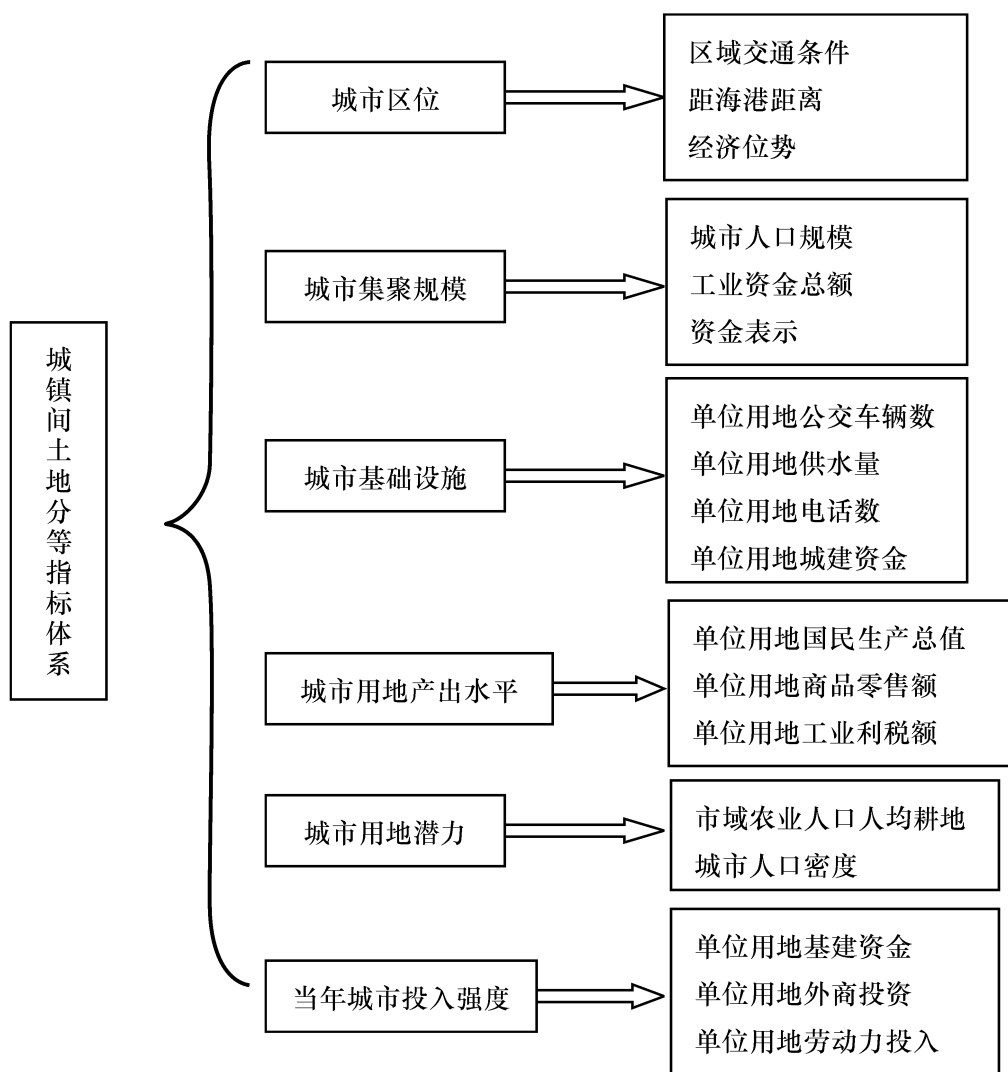 城镇间土地分等指标体系
城市区位
区域交通条件
距海港距离
经济位势
城市集聚规模
城市人口规模
工业资金总额
资金表示
城市基础设施
单位用地公交车辆数
单位用地供水量
单位用地电话数
单位用地城建资金
城市用地产出水平
单位用地国民生产总值
单位用地商品零售额
单位用地工业利税额
城市用地潜力
市域农业人口人均耕地
城市人口密度
当年城市投入强度
单位用地基建资金
单位用地外商投资
单位用地劳动力投入